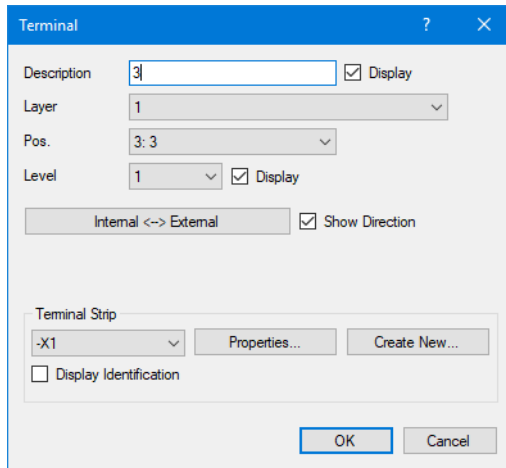 Terminal ?
Description 3 Display
Layer 1
Pos. 3: 3
Level 1 Display
Internal <--> External Show Direction
Terminal Strip
-X1 Properties... Create New...
Display Identification
OK Cancel